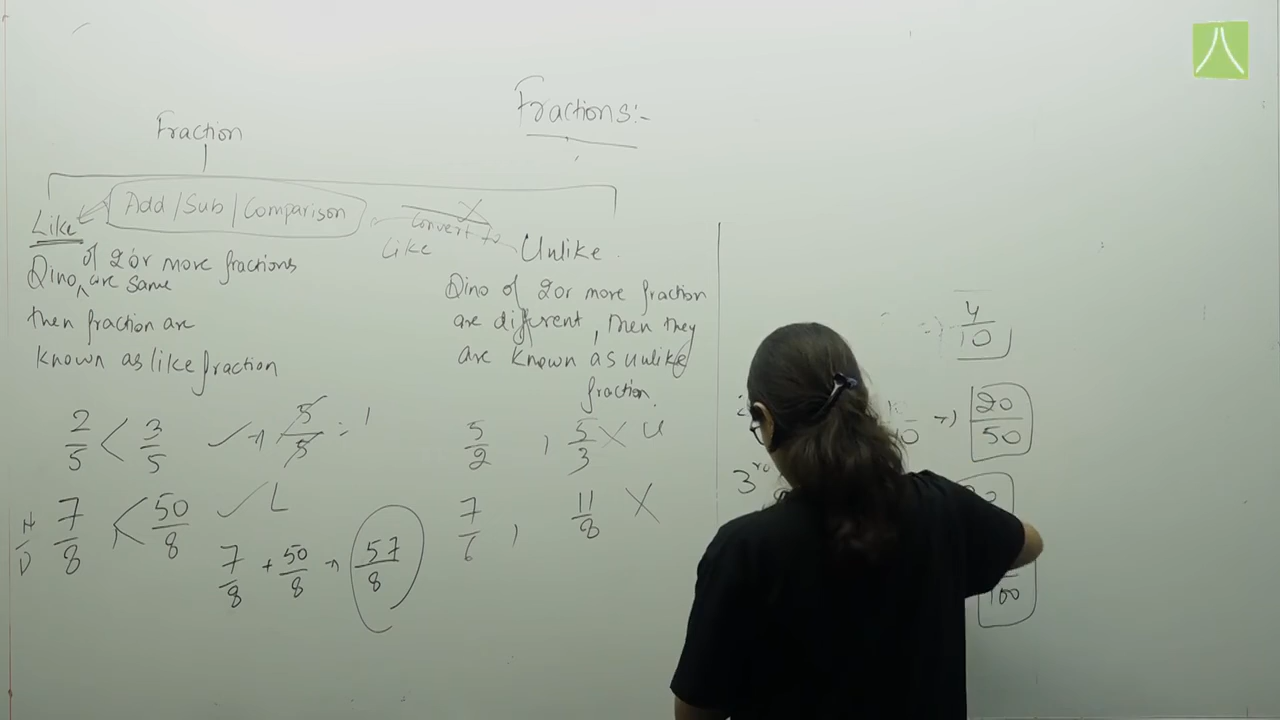 Fractions:-
Fraction
Add/Sub/Comparison
Like
Convert to
Like
Unlike
of 2 or more fractions
Dino are same
then fraction are
known as like fraction
Dino of 2 or more fraction
are different, then they
are known as unlike
fraction.
2/5 < 3/5 ✓ → 5/5 = 1
5/2 , 5/3 X U
N/D 7/8 < 50/8 ✓ L
7/6 , 11/8 X
7/8 + 50/8 → 57/8
=) 4/10
→) 20/50
3rd
100